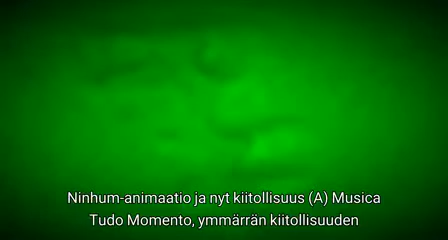 Ninhum-animaatio ja nyt kiitollisuus (A) Musica
Tudo Momento, ymmärrän kiitollisuuden